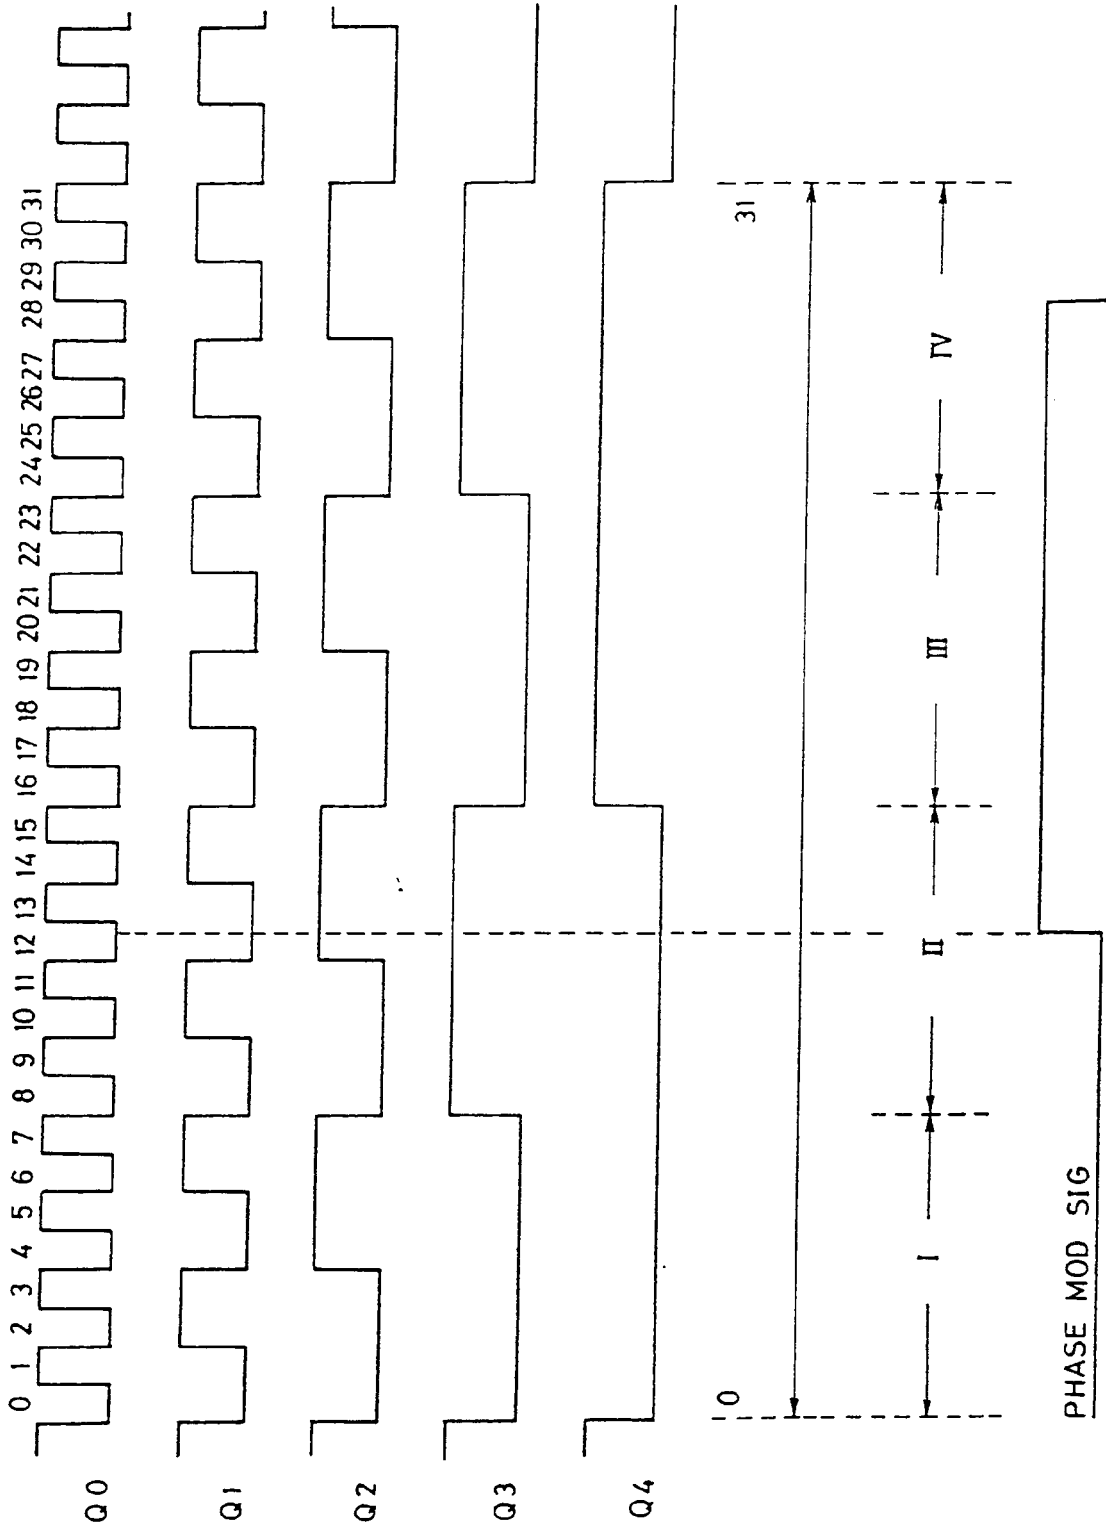 0 1 2 3 4 5 6 7 8 9 10 11 12 13 14 15 16 17 18 19 20 21 22 23 24 25 26 27 28 29 30 31
Q0
Q1
Q2
Q3
Q4
0 31
I II III IV
PHASE MOD SIG